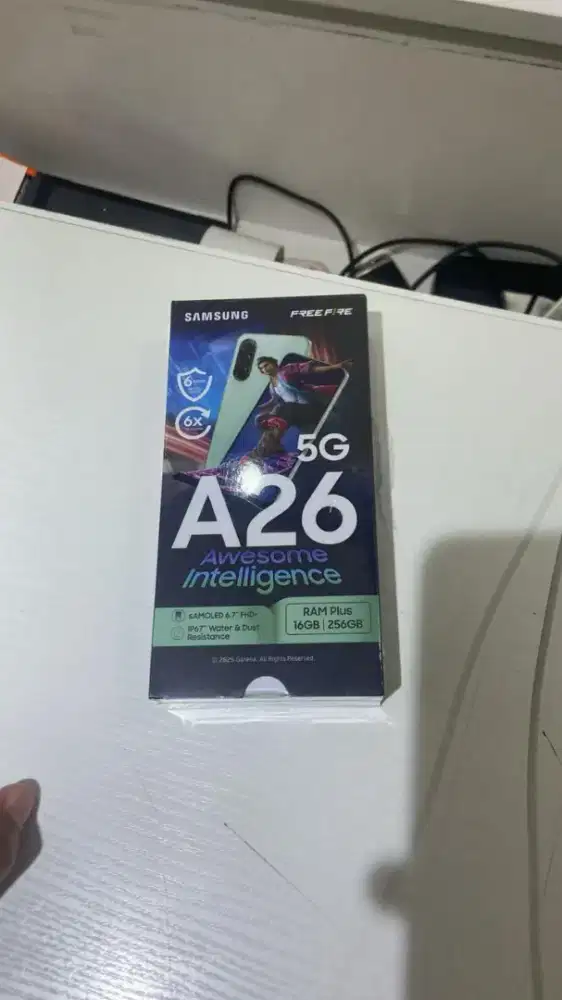 SAMSUNG
FREE FIRE
6
6X
5G
A26
Awesome
Intelligence
sAMOLED 6.7" FHD+
IP67 Water & Dust
Resistance
RAM Plus
16GB | 256GB
© 2025 Garena. All Rights Reserved.